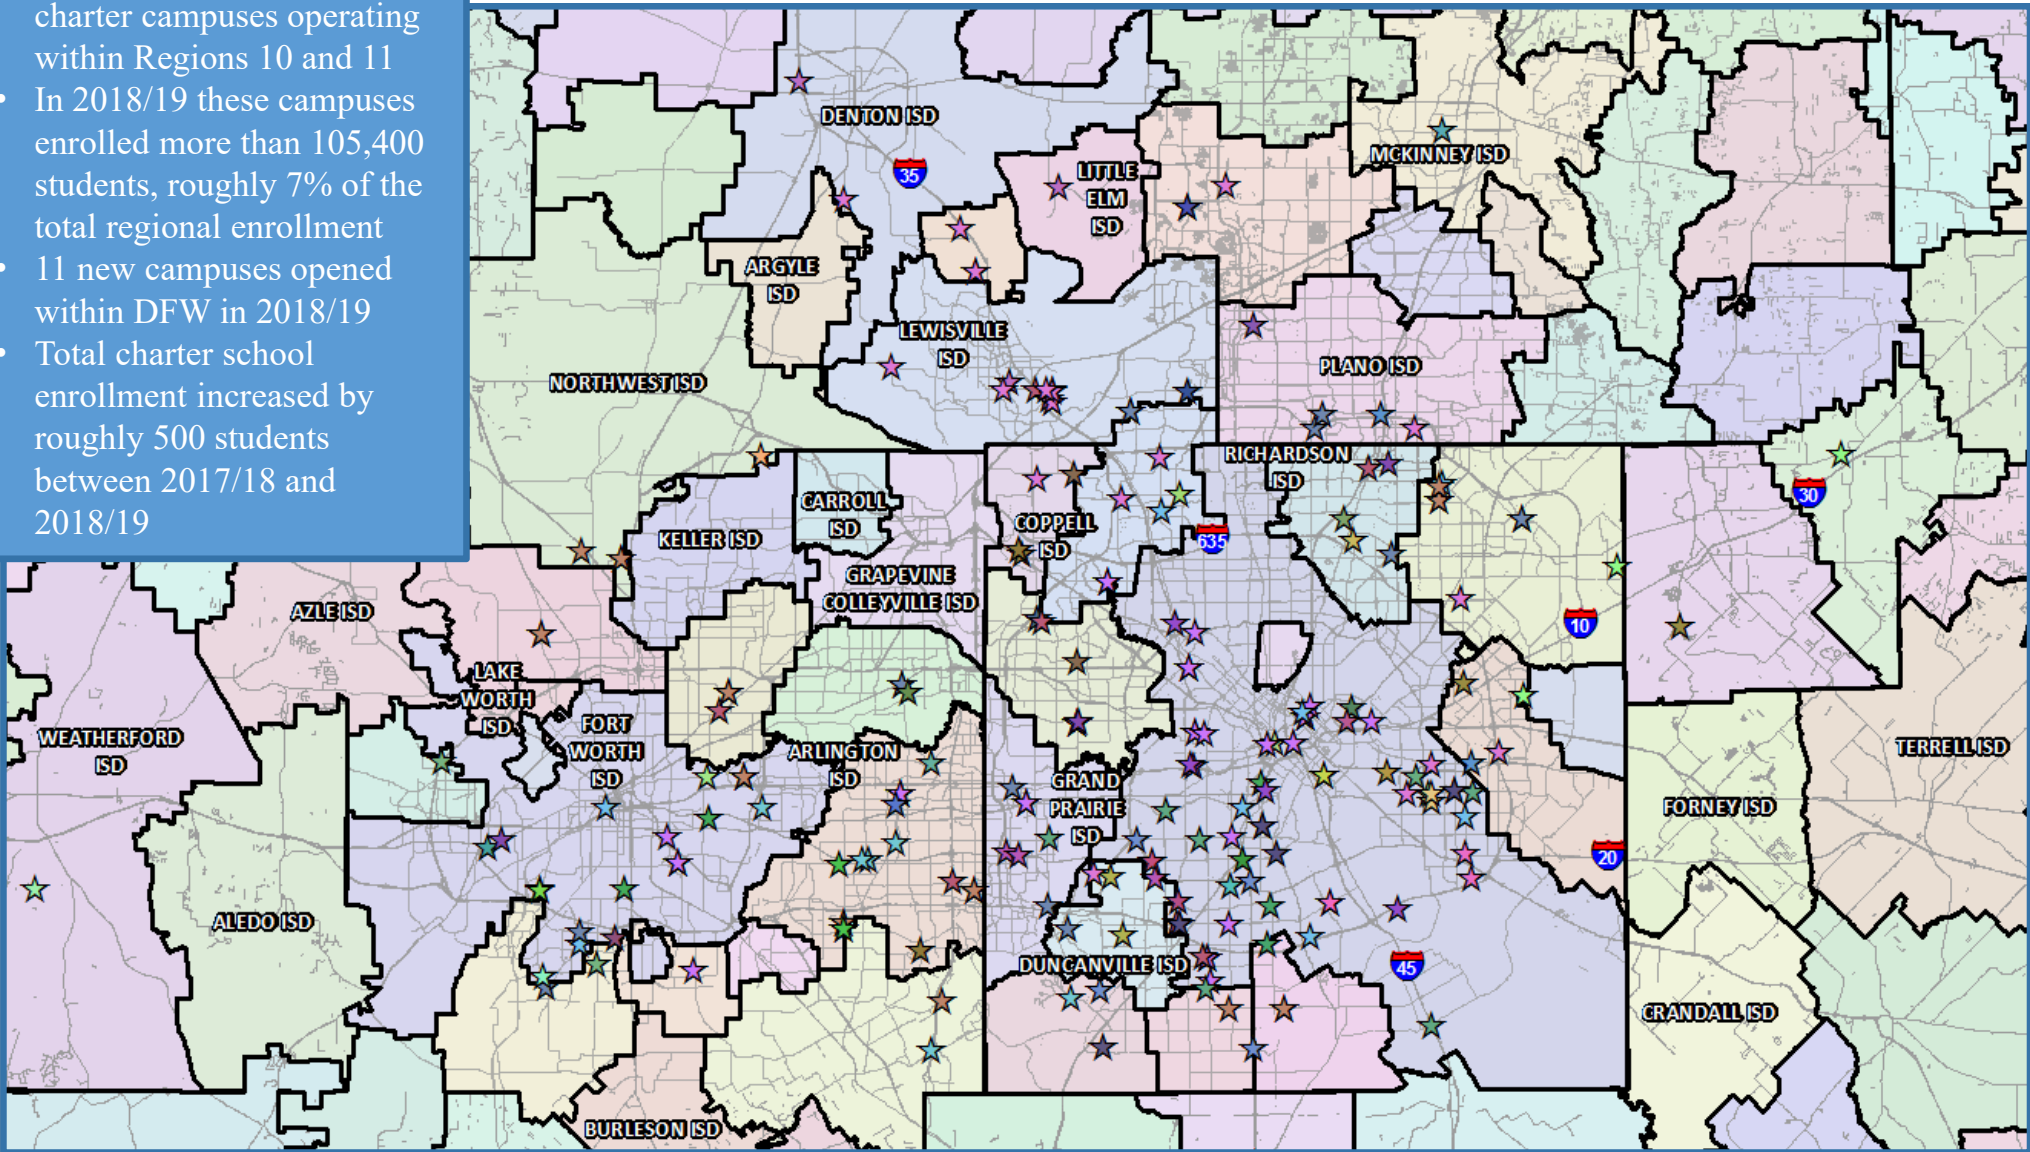 charter campuses operating
within Regions 10 and 11
• In 2018/19 these campuses
enrolled more than 105,400
students, roughly 7% of the
total regional enrollment
• 11 new campuses opened
within DFW in 2018/19
• Total charter school
enrollment increased by
roughly 500 students
between 2017/18 and
2018/19
DENTON ISD
35
LITTLE
ELM
ISD
MCKINNEY ISD
ARGYLE
ISD
LEWISVILLE
ISD
NORTHWEST ISD
PLANO ISD
RICHARDSON
ISD
CARROLL
ISD
COPPELL
ISD
KELLER ISD
635
30
GRAPEVINE
COLLEYVILLE ISD
AZLE ISD
10
LAKE
WORTH
ISD
FORT
WORTH
ISD
WEATHERFORD
ISD
ARLINGTON
ISD
GRAND
PRAIRIE
ISD
TERRELL ISD
FORNEY ISD
20
ALEDO ISD
DUNCANVILLE ISD
45
CRANDALL ISD
BURLESON ISD